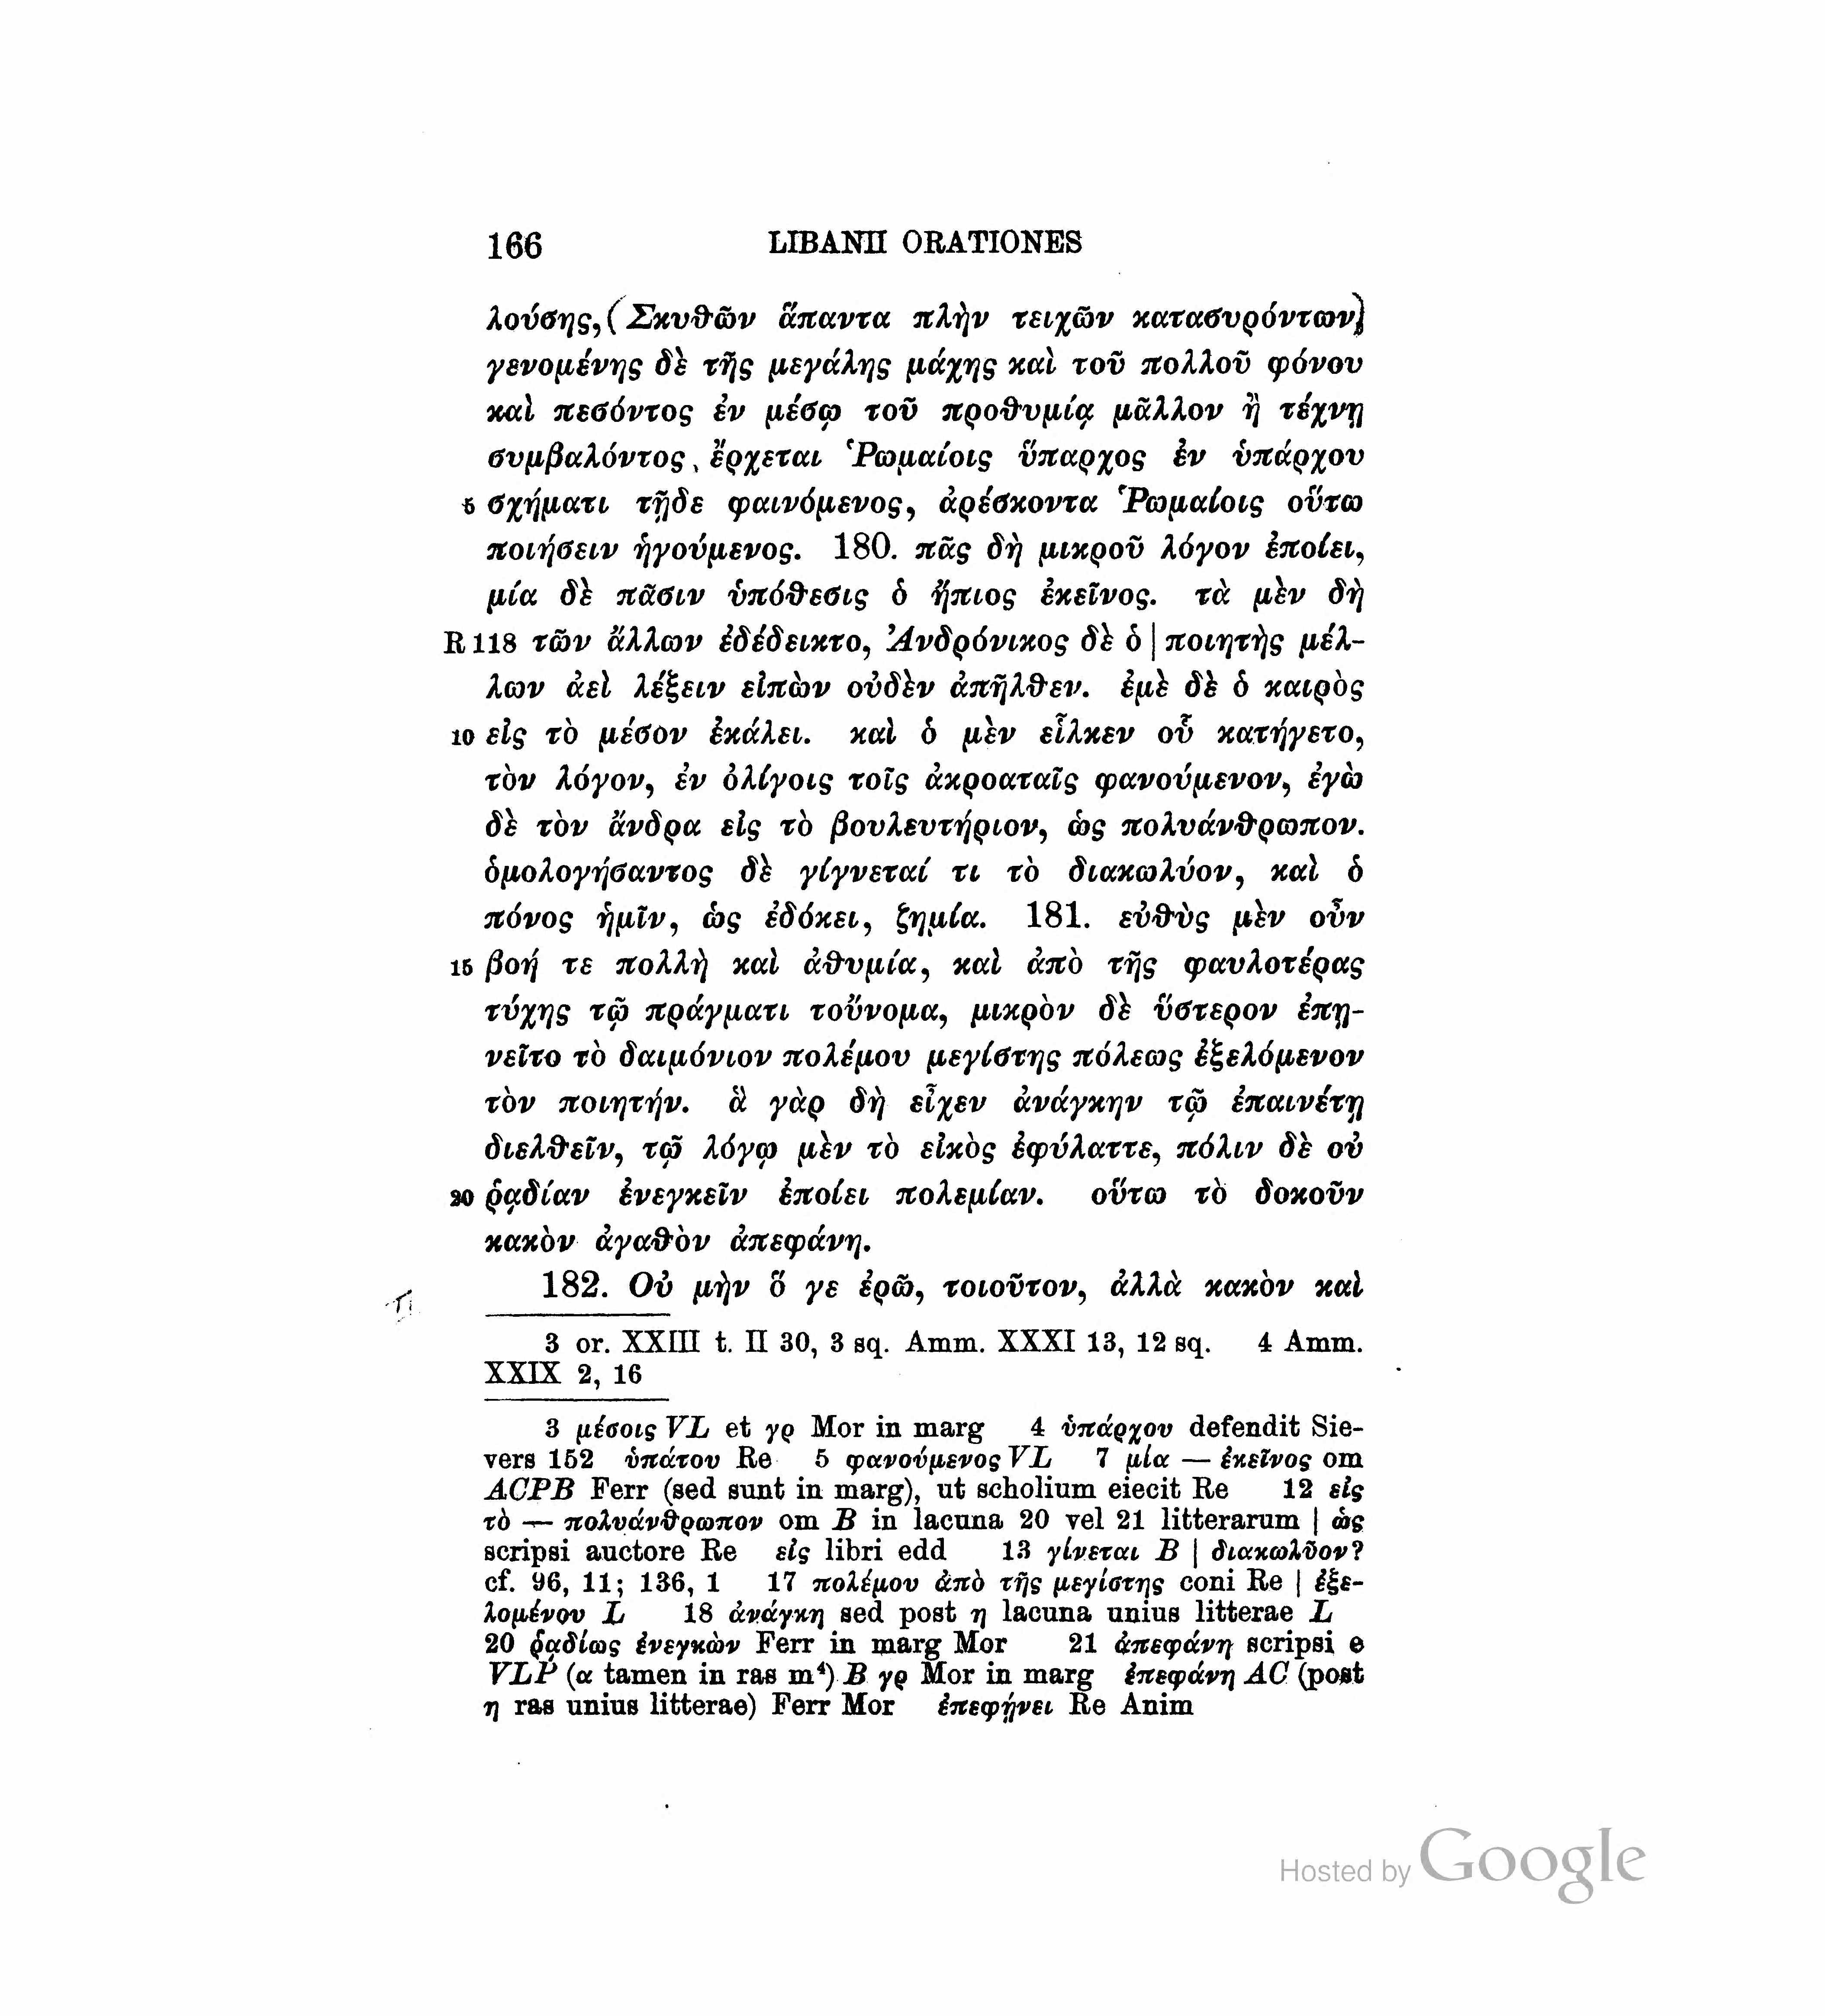 166 LIBANII ORATIONES
λούσης, (Σκυθῶν ἅπαντα πλὴν τειχῶν κατασυρόντων)
γενομένης δὲ τῆς μεγάλης μάχης καὶ τοῦ πολλοῦ φόνου
καὶ πεσόντος ἐν μέσῳ τοῦ προθυμίᾳ μᾶλλον ἢ τέχνῃ
συμβαλόντος, ἔρχεται Ῥωμαίοις ὕπαρχος ἐν ὑπάρχου
5 σχήματι τῇδε φαινόμενος, ἀρέσκοντα Ῥωμαίοις οὕτω
ποιήσειν ἡγούμενος. 180. πᾶς δὴ μικροῦ λόγον ἐποίει,
μία δὲ πᾶσιν ὑπόθεσις ὁ ἤπιος ἐκεῖνος. τὰ μὲν δὴ
R 118 τῶν ἄλλων ἐδέδεικτο, Ἀνδρόνικος δὲ ὁ | ποιητὴς μέλ-
λων ἀεὶ λέξειν εἰπὼν οὐδὲν ἀπῆλθεν. ἐμὲ δὲ ὁ καιρὸς
10 εἰς τὸ μέσον ἐκάλει. καὶ ὁ μὲν εἷλκεν οὗ κατήγετο,
τὸν λόγον, ἐν ὀλίγοις τοῖς ἀκροαταῖς φανούμενον, ἐγὼ
δὲ τὸν ἄνδρα εἰς τὸ βουλευτήριον, ὡς πολυάνθρωπον.
ὁμολογήσαντος δὲ γίγνεταί τι τὸ διακωλύον, καὶ ὁ
πόνος ἡμῖν, ὡς ἐδόκει, ζημία. 181. εὐθὺς μὲν οὖν
15 βοή τε πολλὴ καὶ ἀθυμία, καὶ ἀπὸ τῆς φαυλοτέρας
τύχης τῷ πράγματι τοὔνομα, μικρὸν δὲ ὕστερον ἐπῃ-
νεῖτο τὸ δαιμόνιον πολέμου μεγίστης πόλεως ἐξελόμενον
τὸν ποιητήν. ἃ γὰρ δὴ εἶχεν ἀνάγκην τῷ ἐπαινέτῃ
διελθεῖν, τῷ λόγῳ μὲν τὸ εἰκὸς ἐφύλαττε, πόλιν δὲ οὐ
20 ῥᾳδίαν ἐνεγκεῖν ἐποίει πολεμίαν. οὕτω τὸ δοκοῦν
κακὸν ἀγαθὸν ἀπεφάνη.
182. Οὐ μὴν ὅ γε ἐρῶ, τοιοῦτον, ἀλλὰ κακὸν καὶ
3 or. XXIII t. II 30, 3 sq. Amm. XXXI 13, 12 sq. 4 Amm.
XXIX 2, 16
3 μέσοις VL et γρ Mor in marg 4 ὑπάρχου defendit Sie-
vers 152 ὑπάτου Re 5 φανούμενος VL 7 μία — ἐκεῖνος om
ACPB Ferr (sed sunt in marg), ut scholium eiecit Re 12 εἰς
τὸ — πολυάνθρωπον om B in lacuna 20 vel 21 litterarum | ὡς
scripsi auctore Re εἰς libri edd 13 γίνεται B | διακωλῦον?
cf. 96, 11; 136, 1 17 πολέμου ἀπὸ τῆς μεγίστης coni Re | ἐξε-
λομένου L 18 ἀνάγκη sed post η lacuna unius litterae L
20 ῥᾳδίως ἐνεγκὼν Ferr in marg Mor 21 ἀπεφάνη scripsi e
VLP (α tamen in ras m⁴) B γρ Mor in marg ἐπεφάνη AC (post
η ras unius litterae) Ferr Mor ἐπεφήνει Re Anim
Hosted by Google